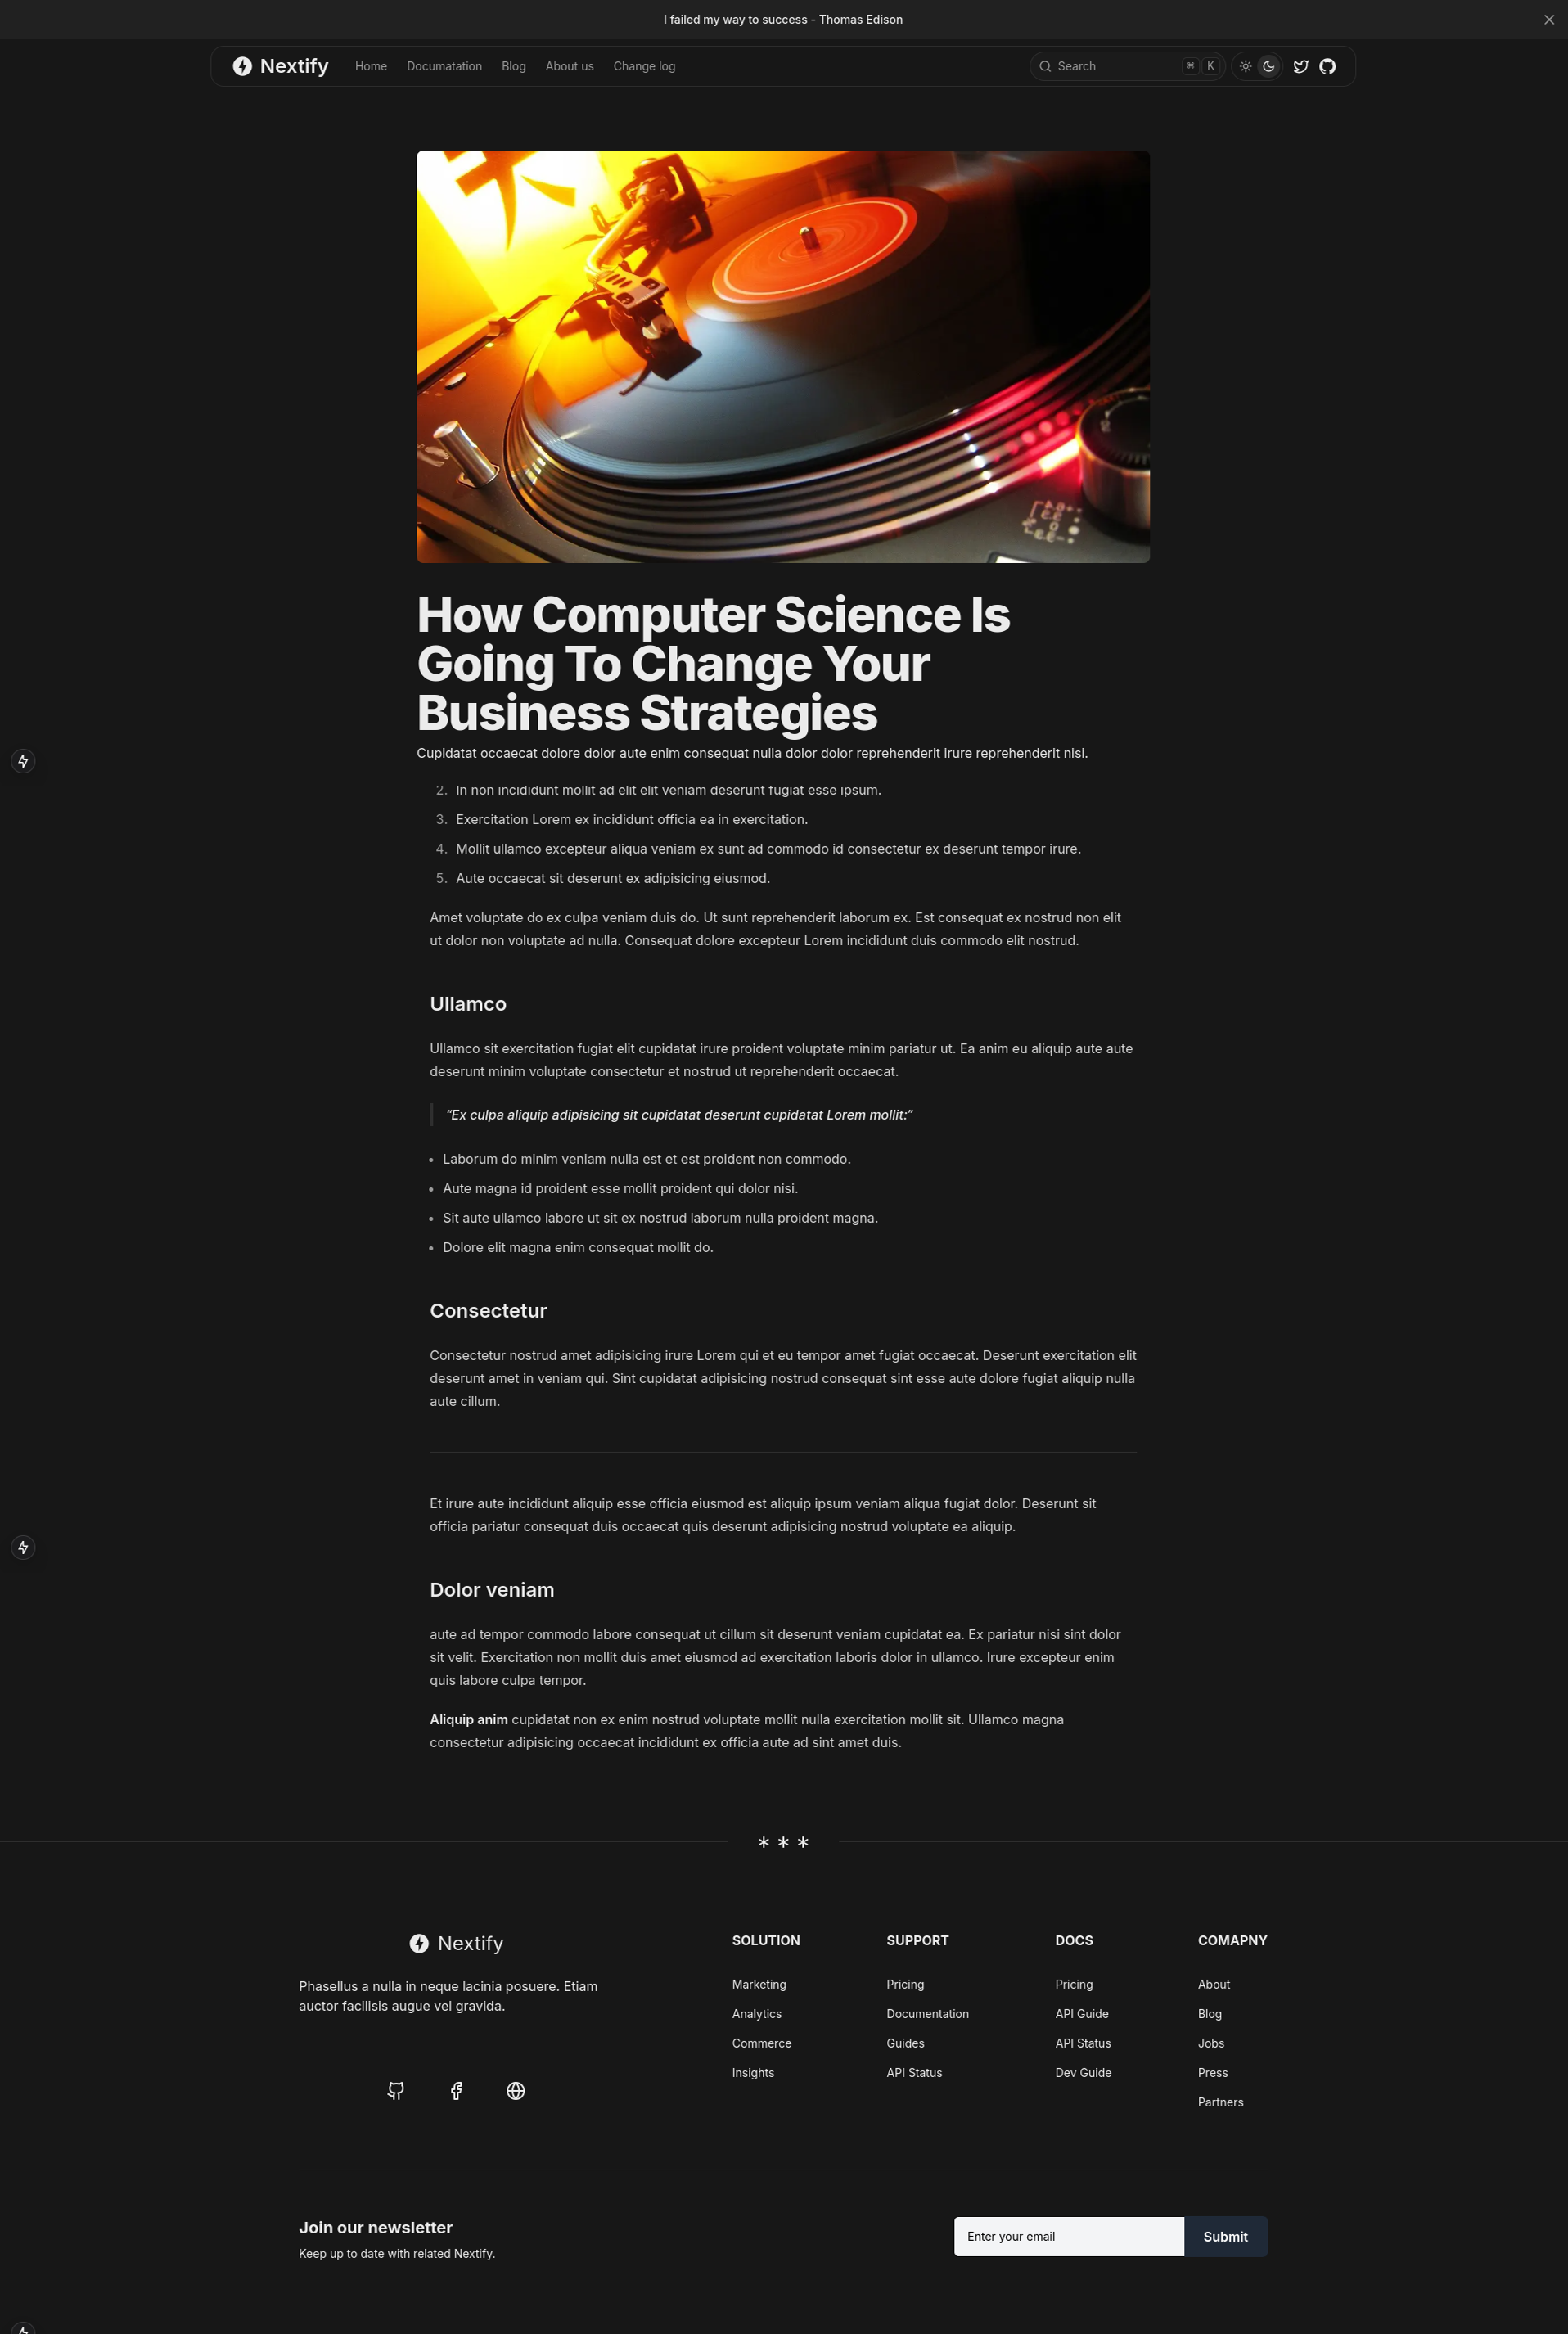 I failed my way to success - Thomas Edison
Nextify
Home
Documatation
Blog
About us
Change log
Search
⌘ K
How Computer Science Is
Going To Change Your
Business Strategies
Cupidatat occaecat dolore dolor aute enim consequat nulla dolor dolor reprehenderit irure reprehenderit nisi.
2. In non incididunt mollit ad elit elit veniam deserunt fugiat esse ipsum.
3. Exercitation Lorem ex incididunt officia ea in exercitation.
4. Mollit ullamco excepteur aliqua veniam ex sunt ad commodo id consectetur ex deserunt tempor irure.
5. Aute occaecat sit deserunt ex adipisicing eiusmod.
Amet voluptate do ex culpa veniam duis do. Ut sunt reprehenderit laborum ex. Est consequat ex nostrud non elit
ut dolor non voluptate ad nulla. Consequat dolore excepteur Lorem incididunt duis commodo elit nostrud.
Ullamco
Ullamco sit exercitation fugiat elit cupidatat irure proident voluptate minim pariatur ut. Ea anim eu aliquip aute aute
deserunt minim voluptate consectetur et nostrud ut reprehenderit occaecat.
“Ex culpa aliquip adipisicing sit cupidatat deserunt cupidatat Lorem mollit:”
• Laborum do minim veniam nulla est et est proident non commodo.
• Aute magna id proident esse mollit proident qui dolor nisi.
• Sit aute ullamco labore ut sit ex nostrud laborum nulla proident magna.
• Dolore elit magna enim consequat mollit do.
Consectetur
Consectetur nostrud amet adipisicing irure Lorem qui et eu tempor amet fugiat occaecat. Deserunt exercitation elit
deserunt amet in veniam qui. Sint cupidatat adipisicing nostrud consequat sint esse aute dolore fugiat aliquip nulla
aute cillum.
Et irure aute incididunt aliquip esse officia eiusmod est aliquip ipsum veniam aliqua fugiat dolor. Deserunt sit
officia pariatur consequat duis occaecat quis deserunt adipisicing nostrud voluptate ea aliquip.
Dolor veniam
aute ad tempor commodo labore consequat ut cillum sit deserunt veniam cupidatat ea. Ex pariatur nisi sint dolor
sit velit. Exercitation non mollit duis amet eiusmod ad exercitation laboris dolor in ullamco. Irure excepteur enim
quis labore culpa tempor.
Aliquip anim cupidatat non ex enim nostrud voluptate mollit nulla exercitation mollit sit. Ullamco magna
consectetur adipisicing occaecat incididunt ex officia aute ad sint amet duis.
* * *
Nextify
Phasellus a nulla in neque lacinia posuere. Etiam
auctor facilisis augue vel gravida.
SOLUTION
Marketing
Analytics
Commerce
Insights
SUPPORT
Pricing
Documentation
Guides
API Status
DOCS
Pricing
API Guide
API Status
Dev Guide
COMAPNY
About
Blog
Jobs
Press
Partners
Join our newsletter
Keep up to date with related Nextify.
Enter your email
Submit